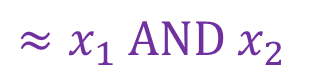 ≈ x₁ AND x₂